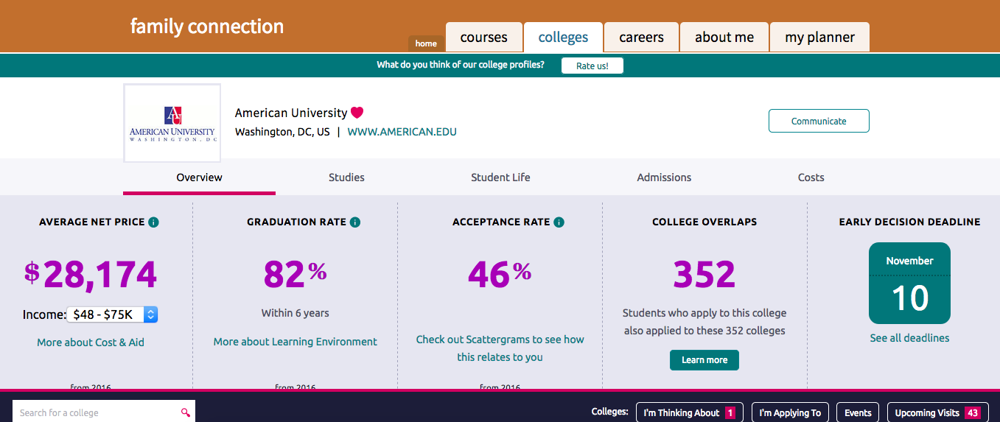 family connection
home
courses
colleges
careers
about me
my planner
What do you think of our college profiles?
Rate us!
AU
AMERICAN UNIVERSITY
WASHINGTON, DC
American University
Washington, DC, US | WWW.AMERICAN.EDU
Communicate
Overview
Studies
Student Life
Admissions
Costs
AVERAGE NET PRICE i
$28,174
Income: $48 - $75K
More about Cost & Aid
from 2016
GRADUATION RATE i
82%
Within 6 years
More about Learning Environment
from 2016
ACCEPTANCE RATE i
46%
Check out Scattergrams to see how
this relates to you
from 2016
COLLEGE OVERLAPS
352
Students who apply to this college
also applied to these 352 colleges
Learn more
EARLY DECISION DEADLINE
November
10
See all deadlines
Search for a college
Colleges:
I'm Thinking About 1
I'm Applying To
Events
Upcoming Visits 43